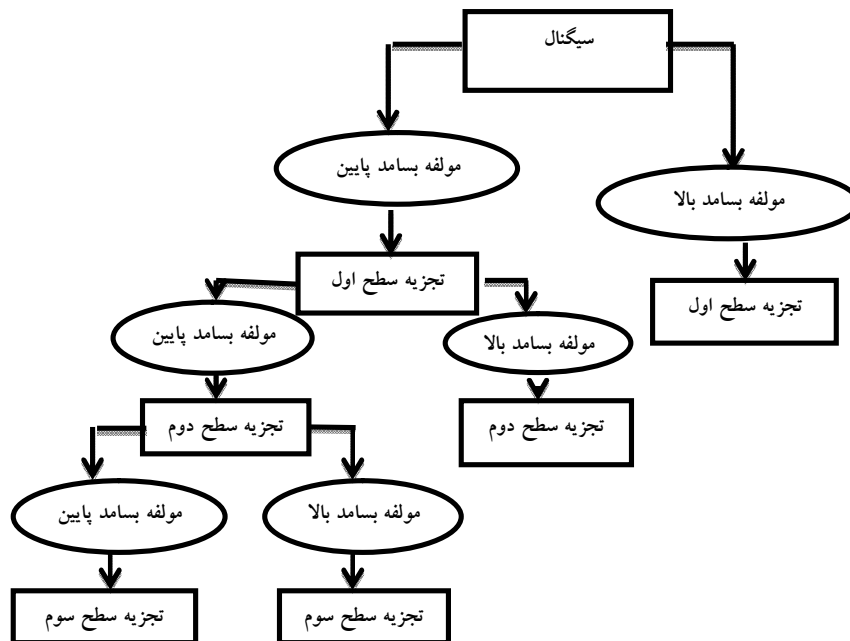 سیگنال
مولفه بسامد پایین
مولفه بسامد بالا
تجزیه سطح اول
تجزیه سطح اول
مولفه بسامد بالا
مولفه بسامد پایین
تجزیه سطح دوم
تجزیه سطح دوم
مولفه بسامد بالا
مولفه بسامد پایین
تجزیه سطح سوم
تجزیه سطح سوم